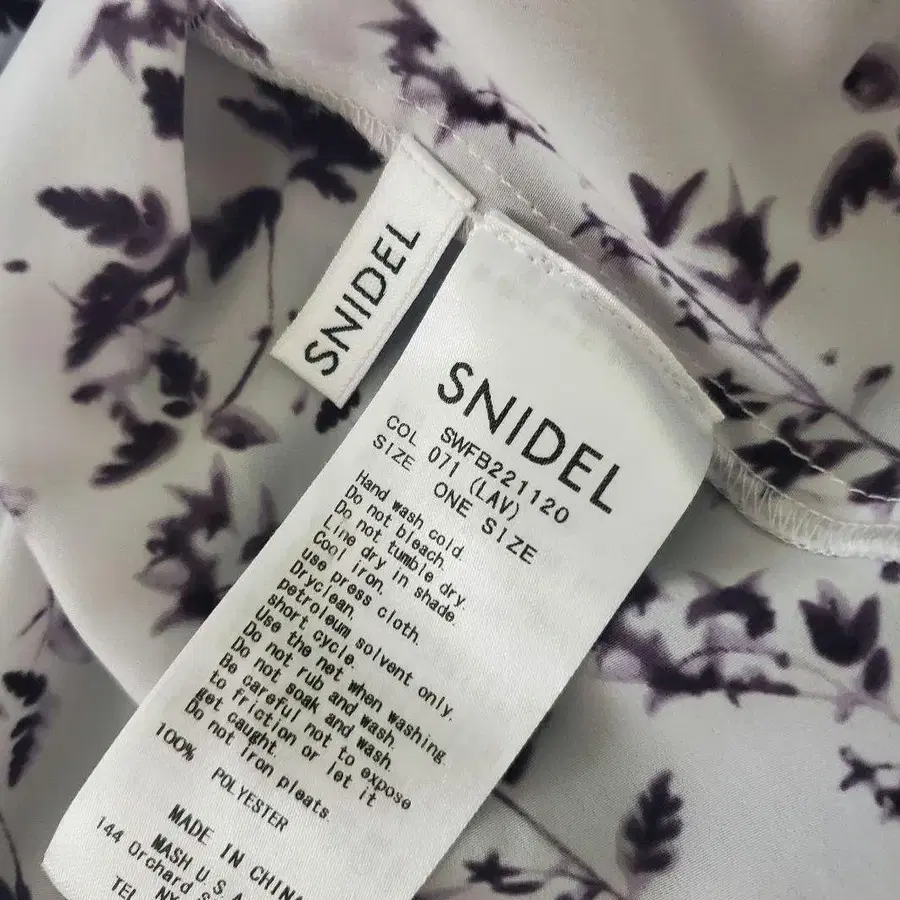 SNIDEL
SNIDEL
SWFB221120
COL 071 (LAV)
SIZE ONE SIZE
Hand wash cold.
Do not bleach.
Do not tumble dry.
Line dry in shade.
Cool iron.
use press cloth.
Dryclean.
petroleum solvent only.
short cycle.
Use the net when washing
Do not rub and wash.
Do not soak and wash.
Be careful not to expose
to friction or let it
get caught.
Do not Iron pleats
100%
POLYESTER
MADE IN CHINA
MASH U.S.A
144 Orchard S
TEL
NY